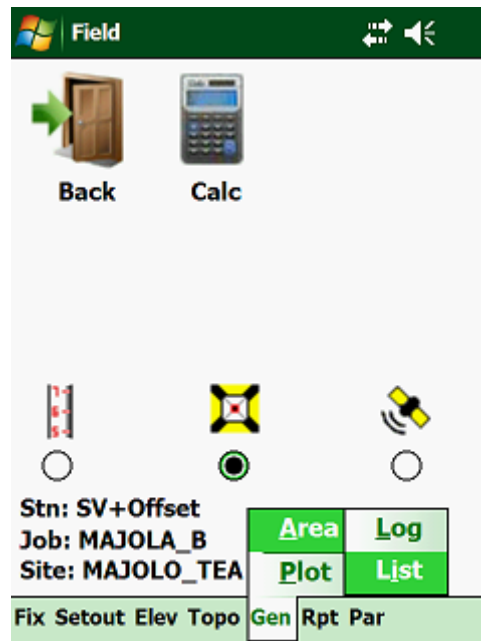 Field
Back Calc
Stn: SV+Offset
Job: MAJOLA_B
Site: MAJOLO_TEA
Area Log
Plot List
Fix Setout Elev Topo Gen Rpt Par